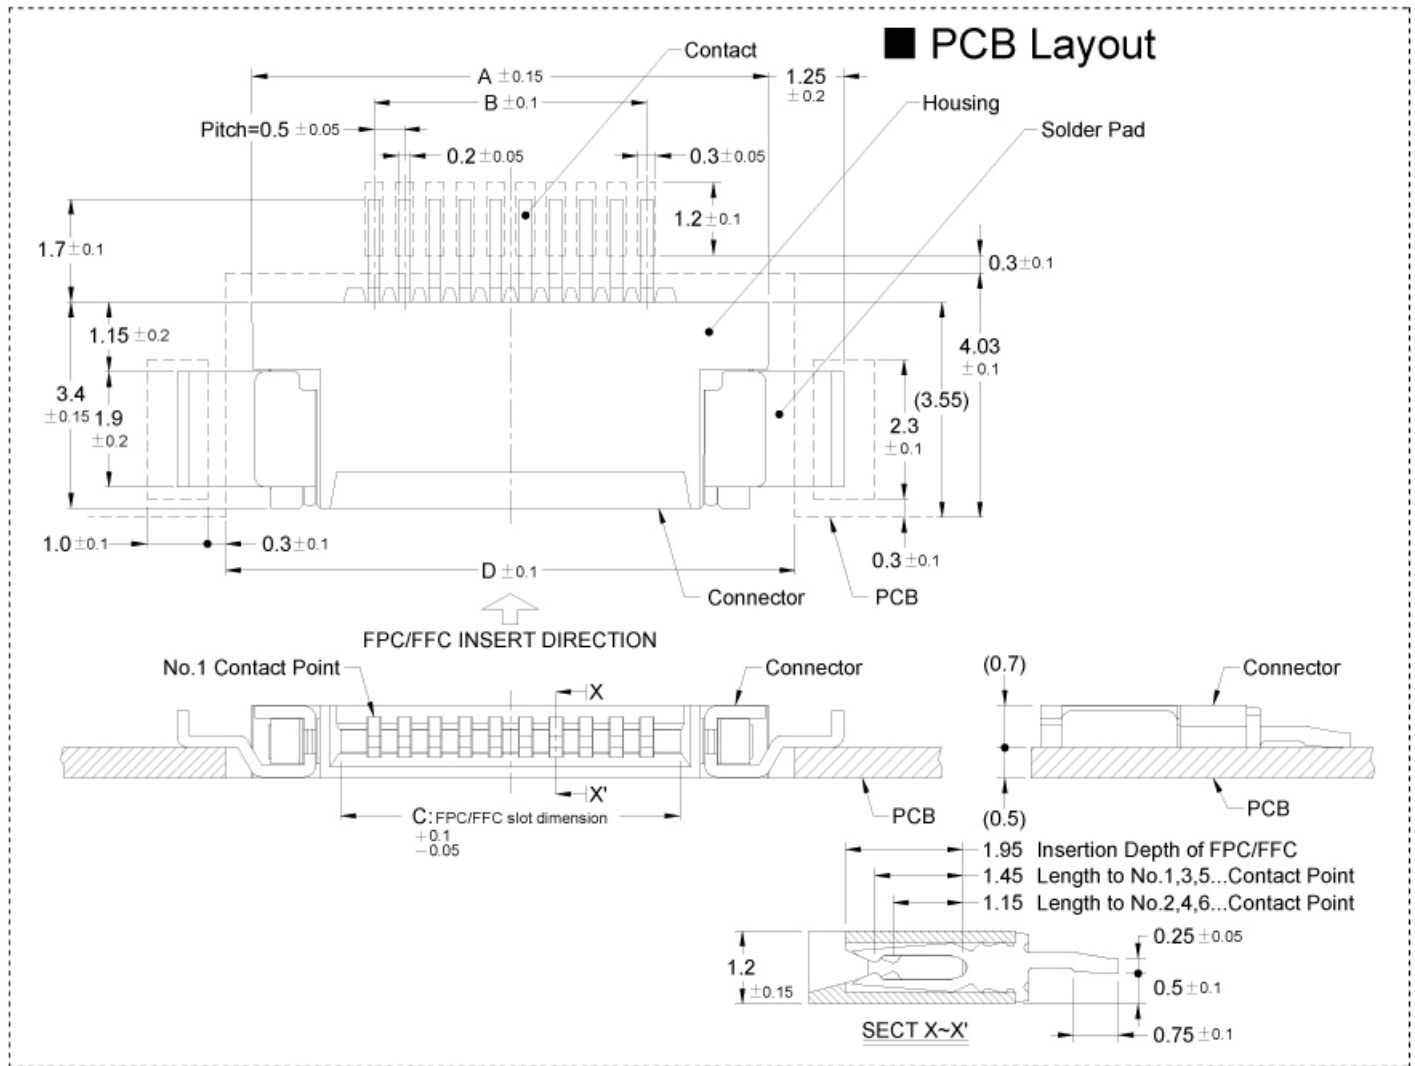 ■ PCB Layout
Contact
A ±0.15
1.25
±0.2
B ±0.1
Housing
Pitch=0.5 ±0.05
Solder Pad
0.2±0.05
0.3±0.05
1.2±0.1
1.7±0.1
0.3±0.1
1.15 ±0.2
4.03
±0.1
3.4
±0.15
1.9
±0.2
(3.55)
2.3
±0.1
1.0±0.1
0.3±0.1
0.3±0.1
D ±0.1
Connector
PCB
FPC/FFC INSERT DIRECTION
No.1 Contact Point
Connector
(0.7)
Connector
X
X'
C:FPC/FFC slot dimension
+0.1
−0.05
PCB
PCB
(0.5)
1.95 Insertion Depth of FPC/FFC
1.45 Length to No.1,3,5...Contact Point
1.15 Length to No.2,4,6...Contact Point
0.25±0.05
1.2
±0.15
0.5±0.1
SECT X~X'
0.75±0.1